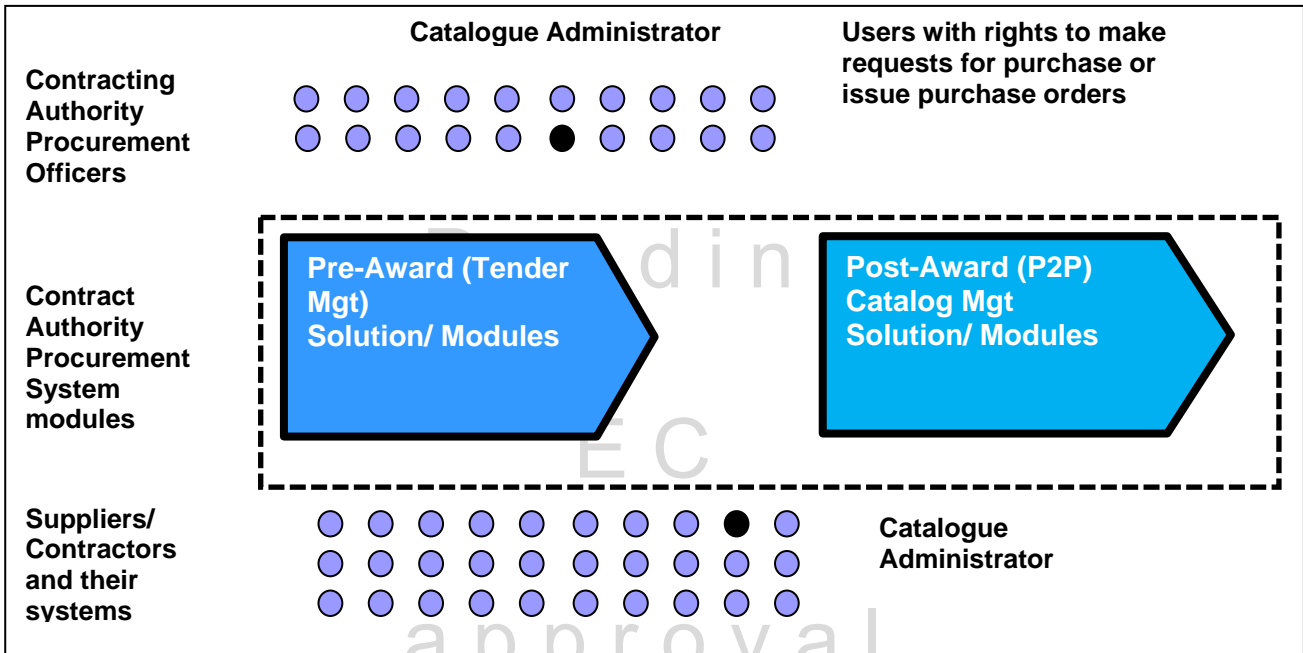 Catalogue Administrator
Users with rights to make
requests for purchase or
issue purchase orders
Contracting
Authority
Procurement
Officers
Pre-Award (Tender
Mgt)
Solution/ Modules
Post-Award (P2P)
Catalog Mgt
Solution/ Modules
Contract
Authority
Procurement
System
modules
E C
Suppliers/
Contractors
and their
systems
Catalogue
Administrator
a p p r o v a l